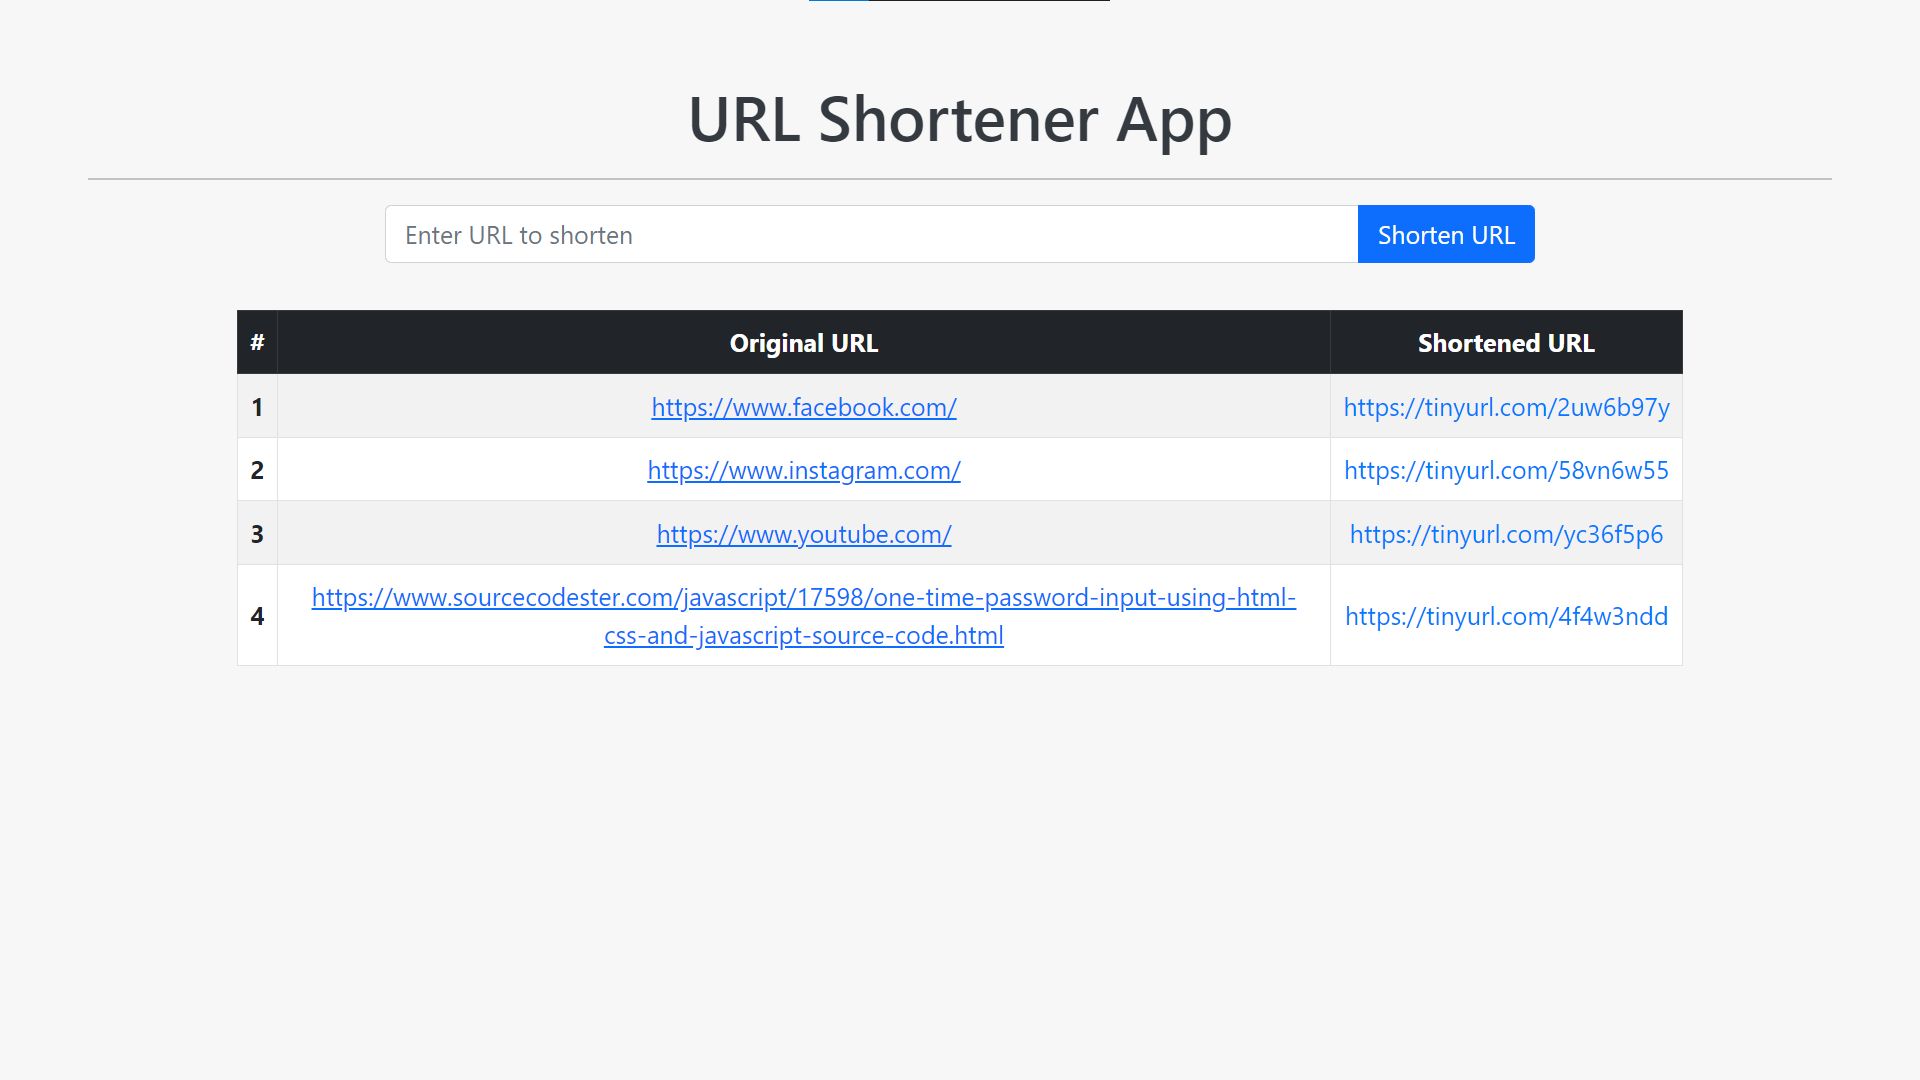 URL Shortener App
Enter URL to shorten
Shorten URL
# Original URL Shortened URL
1 https://www.facebook.com/ https://tinyurl.com/2uw6b97y
2 https://www.instagram.com/ https://tinyurl.com/58vn6w55
3 https://www.youtube.com/ https://tinyurl.com/yc36f5p6
4 https://www.sourcecodester.com/javascript/17598/one-time-password-input-using-html-
css-and-javascript-source-code.html https://tinyurl.com/4f4w3ndd